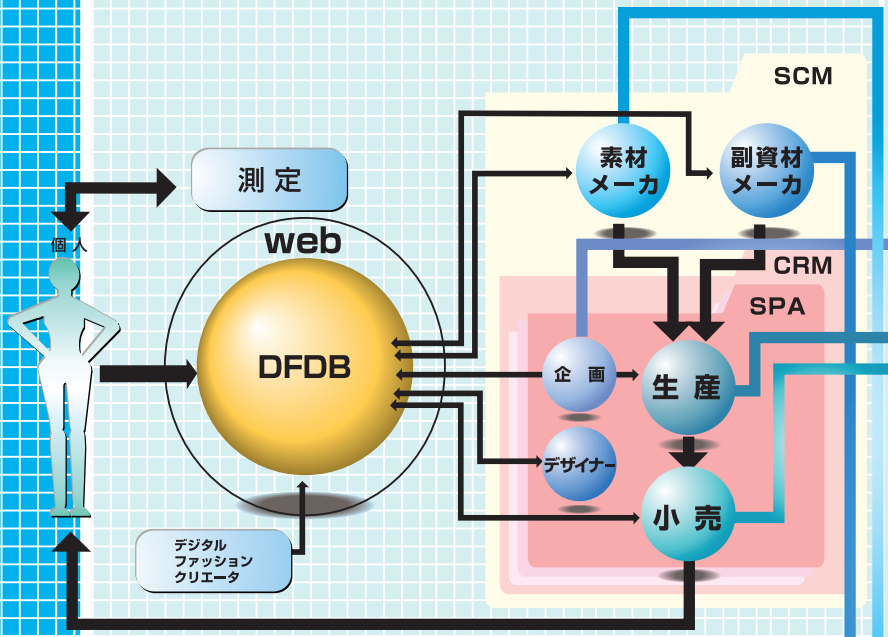 SCM
素材
メーカ
副資材
メーカ
測 定
個 人
web
CRM
SPA
DFDB
企 画
生 産
デザイナー
小 売
デジタル
ファッション
クリエータ